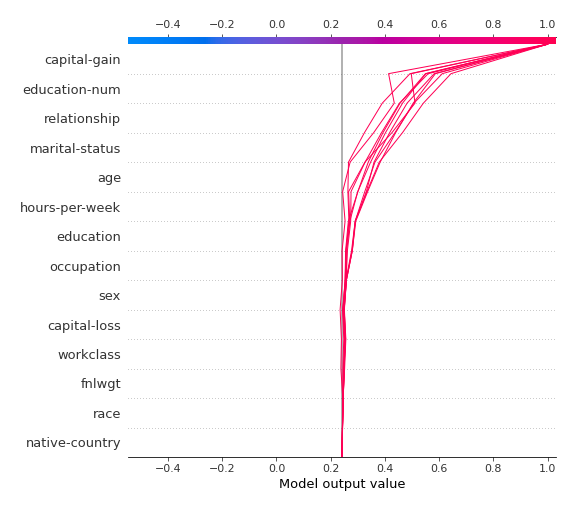 −0.4 −0.2 0.0 0.2 0.4 0.6 0.8 1.0
capital-gain
education-num
relationship
marital-status
age
hours-per-week
education
occupation
sex
capital-loss
workclass
fnlwgt
race
native-country
−0.4 −0.2 0.0 0.2 0.4 0.6 0.8 1.0
Model output value